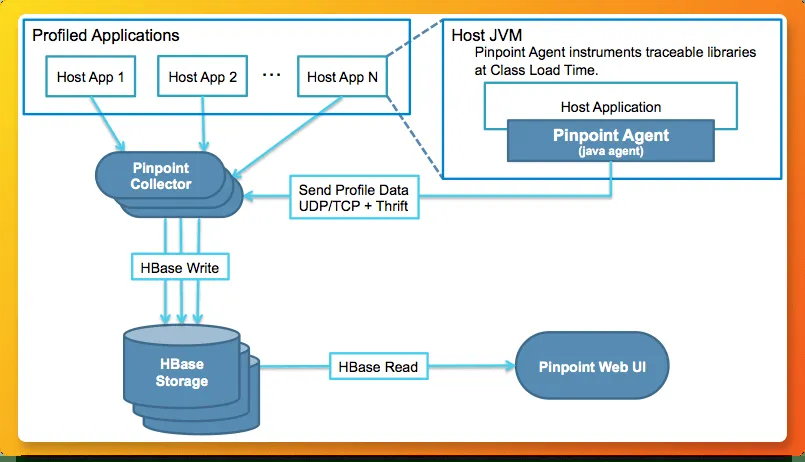 Profiled Applications
Host App 1
Host App 2
...
Host App N
Host JVM
Pinpoint Agent instruments traceable libraries
at Class Load Time.
Host Application
Pinpoint Agent
(java agent)
Pinpoint
Collector
Send Profile Data
UDP/TCP + Thrift
HBase Write
HBase
Storage
HBase Read
Pinpoint Web UI